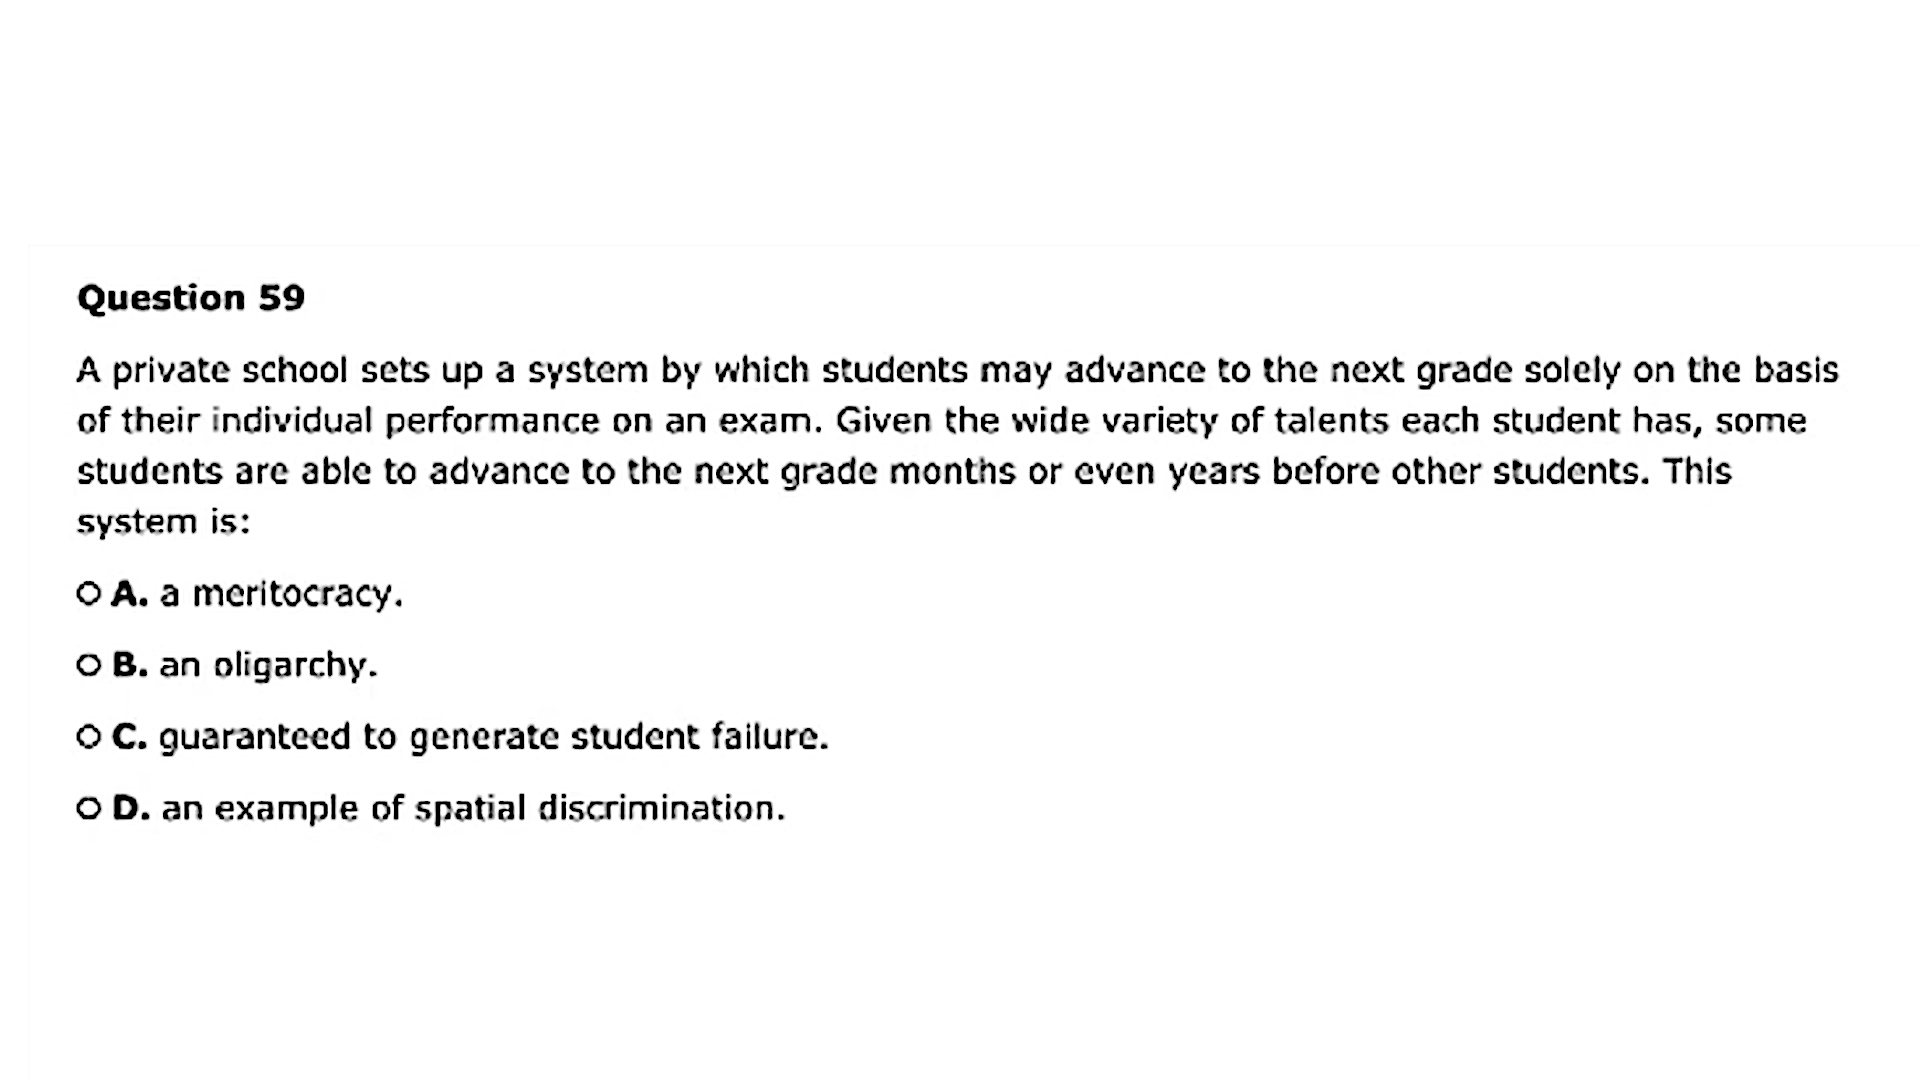 Question 59
A private school sets up a system by which students may advance to the next grade solely on the basis
of their individual performance on an exam. Given the wide variety of talents each student has, some
students are able to advance to the next grade months or even years before other students. This
system is:
O A. a meritocracy.
O B. an oligarchy.
O C. guaranteed to generate student failure.
O D. an example of spatial discrimination.